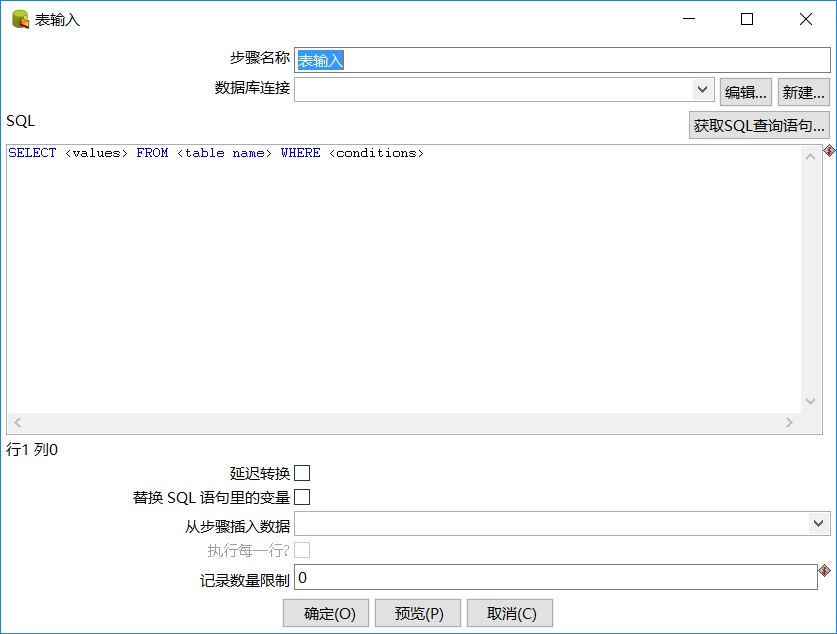 表输入
步骤名称 表输入
数据库连接 编辑... 新建...
SQL 获取SQL查询语句...
SELECT <values> FROM <table name> WHERE <conditions>
行1 列0
延迟转换
替换 SQL 语句里的变量
从步骤插入数据
执行每一行?
记录数量限制 0
确定(O) 预览(P) 取消(C)